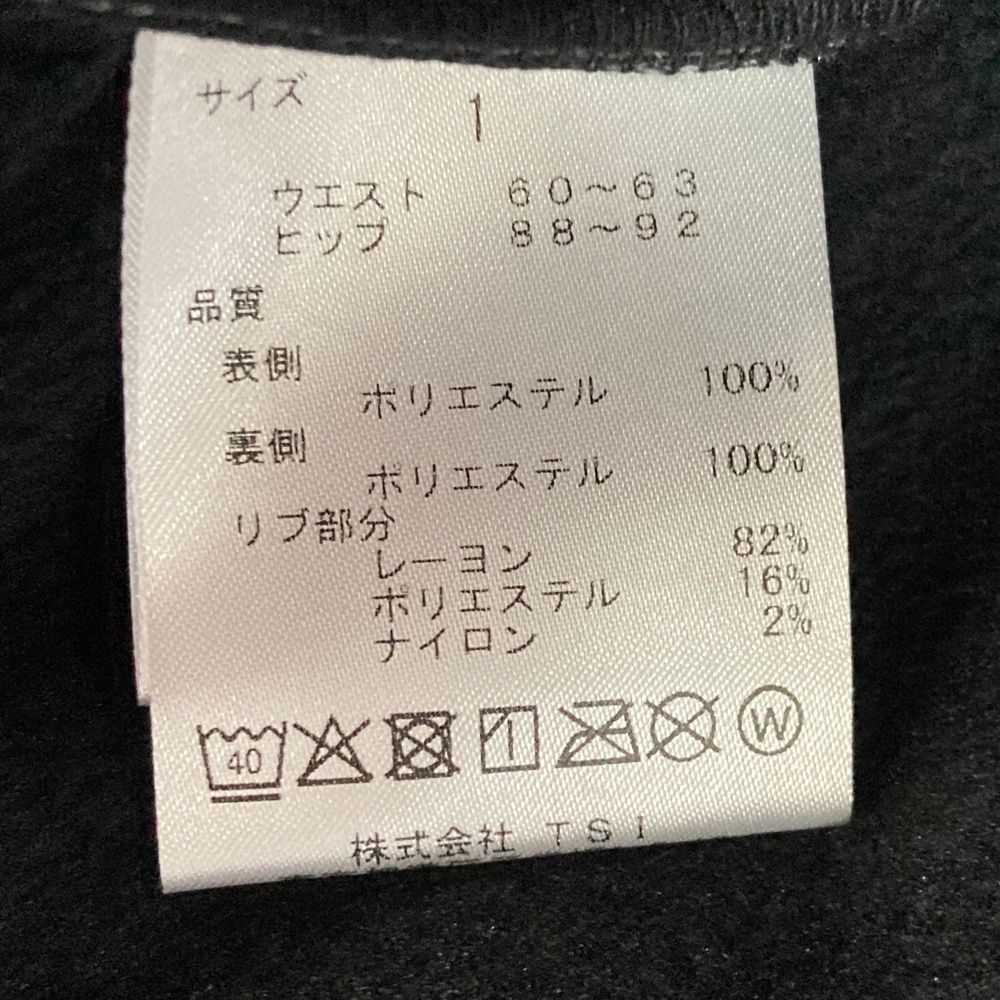 サイズ 1
ウエスト 60～63
ヒップ 88～92
品質
表側
ポリエステル 100%
裏側
ポリエステル 100%
リブ部分
レーヨン 82%
ポリエステル 16%
ナイロン 2%
40 W
株式会社 TSI